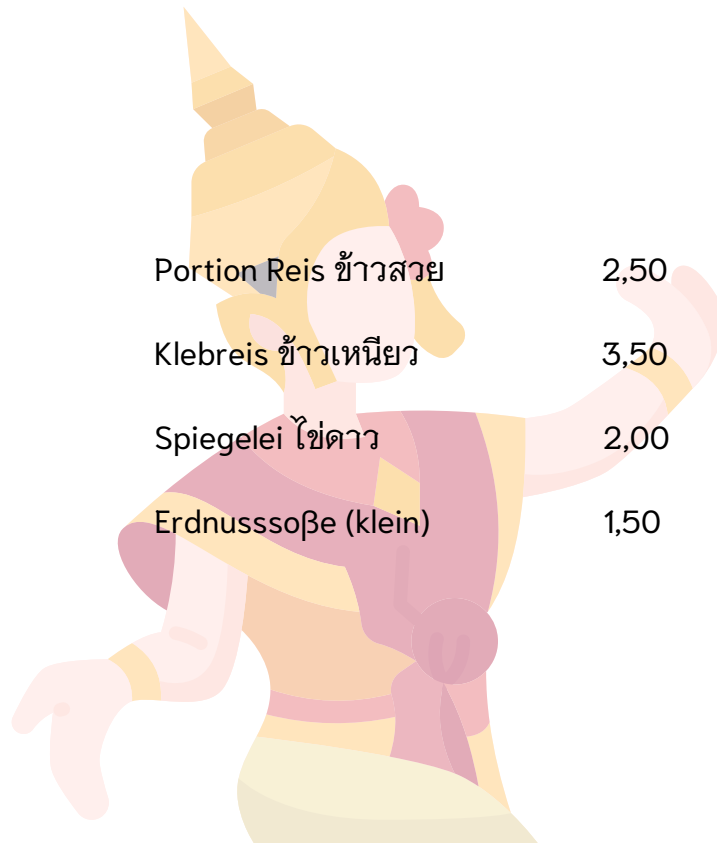 Portion Reis ข้าวสวย 2,50
Klebreis ข้าวเหนียว 3,50
Spiegelei ไข่ดาว 2,00
Erdnusssoße (klein) 1,50